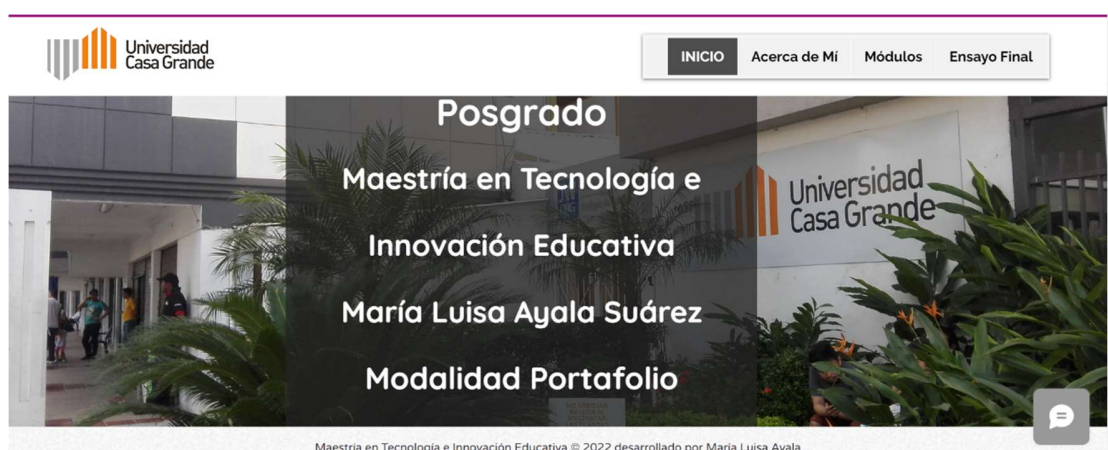 Universidad
Casa Grande
INICIO Acerca de Mí Módulos Ensayo Final
Posgrado
Maestría en Tecnología e
Innovación Educativa
María Luisa Ayala Suárez
Modalidad Portafolio
Universidad
Casa Grande
Maestría en Tecnología e Innovación Educativa © 2022 desarrollado por María Luisa Ayala